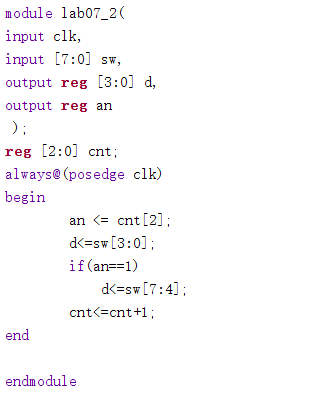 module lab07_2(
input clk,
input [7:0] sw,
output reg [3:0] d,
output reg an
);
reg [2:0] cnt;
always@(posedge clk)
begin
an <= cnt[2];
d<=sw[3:0];
if(an==1)
d<=sw[7:4];
cnt<=cnt+1;
end
endmodule